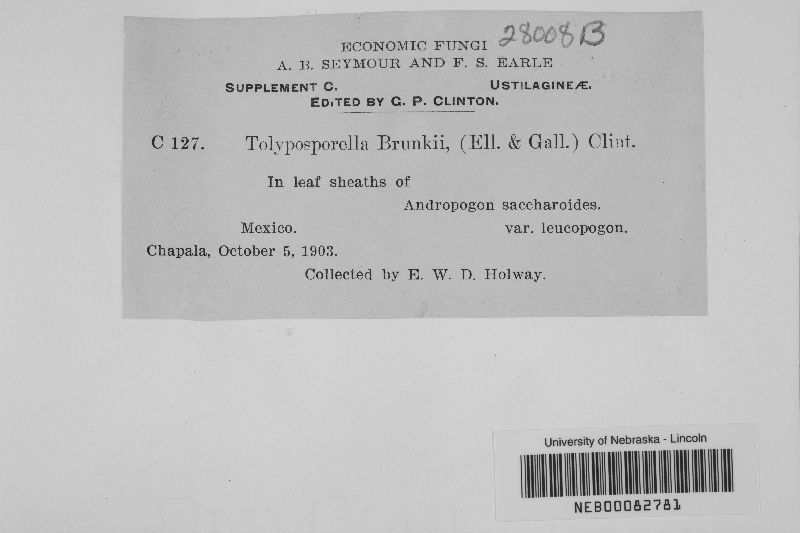 ECONOMIC FUNGI 28008B
A. B. SEYMOUR AND F. S. EARLE
SUPPLEMENT C. USTILAGINEÆ.
EDITED BY G. P. CLINTON.
C 127. Tolyposporella Brunkii, (Ell. & Gall.) Clint.
In leaf sheaths of
Andropogon saccharoides.
Mexico. var. leucopogon.
Chapala, October 5, 1903.
Collected by E. W. D. Holway.
University of Nebraska - Lincoln
NEB00082781